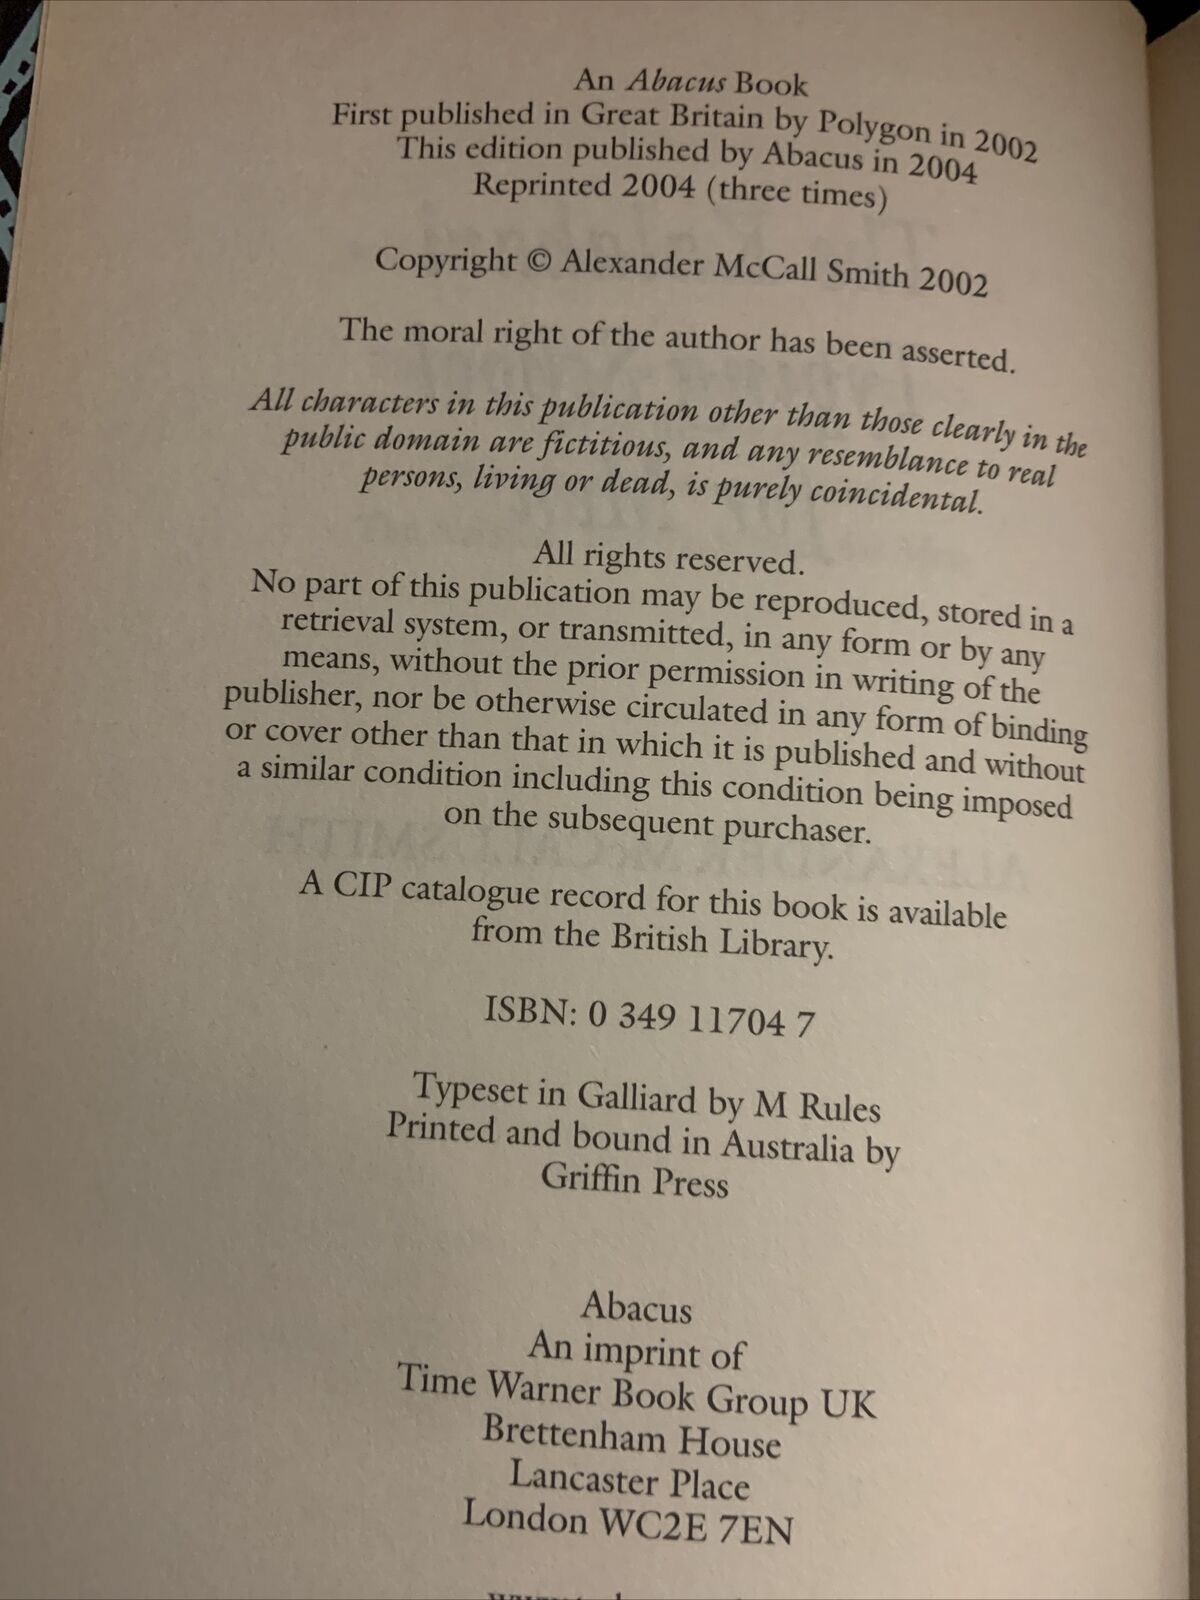 An Abacus Book
First published in Great Britain by Polygon in 2002
This edition published by Abacus in 2004
Reprinted 2004 (three times)
Copyright © Alexander McCall Smith 2002
The moral right of the author has been asserted.
All characters in this publication other than those clearly in the
public domain are fictitious, and any resemblance to real
persons, living or dead, is purely coincidental.
All rights reserved.
No part of this publication may be reproduced, stored in a
retrieval system, or transmitted, in any form or by any
means, without the prior permission in writing of the
publisher, nor be otherwise circulated in any form of binding
or cover other than that in which it is published and without
a similar condition including this condition being imposed
on the subsequent purchaser.
A CIP catalogue record for this book is available
from the British Library.
ISBN: 0 349 11704 7
Typeset in Galliard by M Rules
Printed and bound in Australia by
Griffin Press
Abacus
An imprint of
Time Warner Book Group UK
Brettenham House
Lancaster Place
London WC2E 7EN